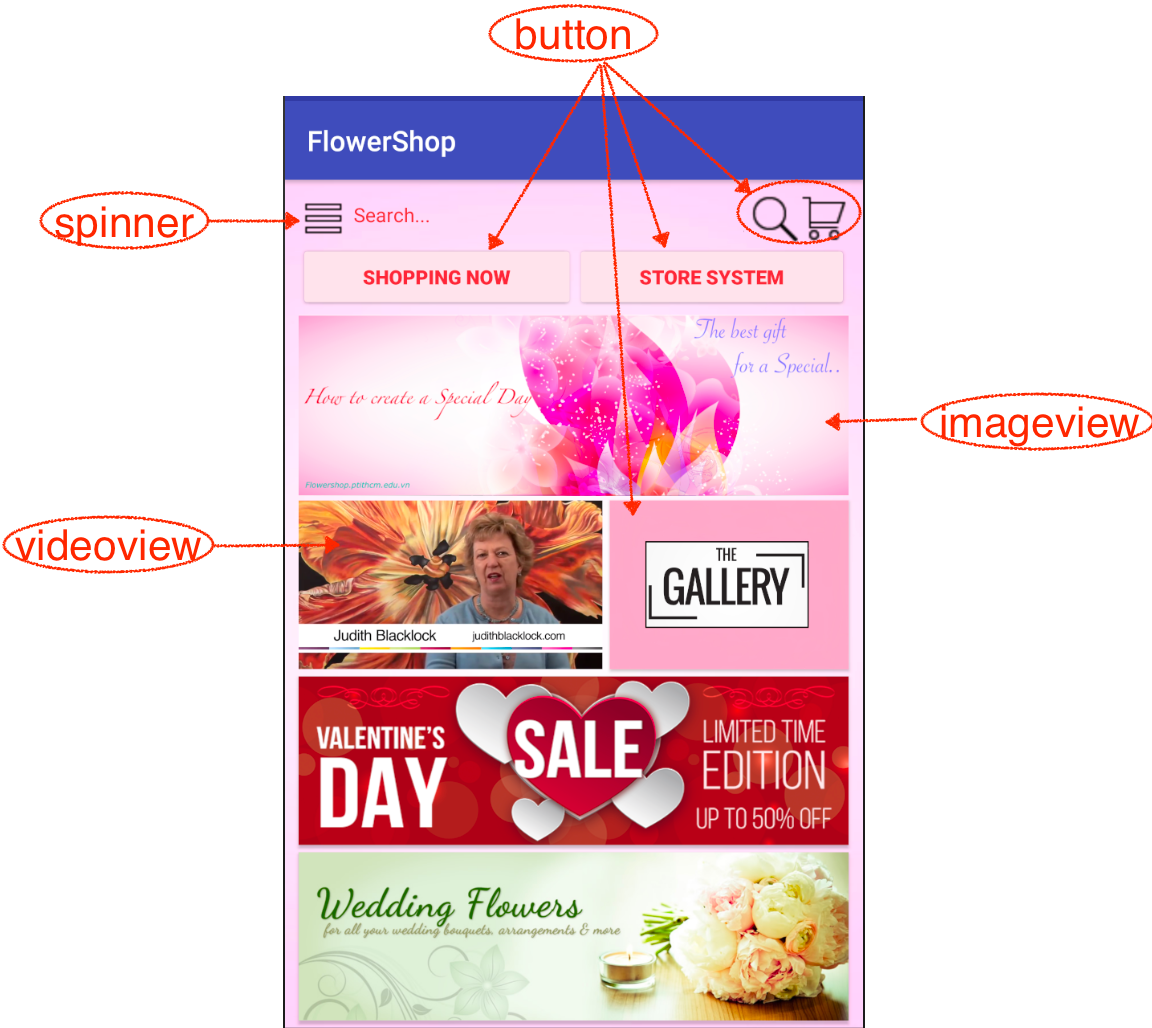 button
FlowerShop
spinner
Search...
SHOPPING NOW
STORE SYSTEM
The best gift
for a Special..
How to create a Special Day
imageview
Flowershop.ptithcm.edu.vn
videoview
THE
GALLERY
Judith Blacklock judithblacklock.com
VALENTINE'S
DAY
SALE
LIMITED TIME
EDITION
UP TO 50% OFF
Wedding Flowers
for all your wedding bouquets, arrangements & more